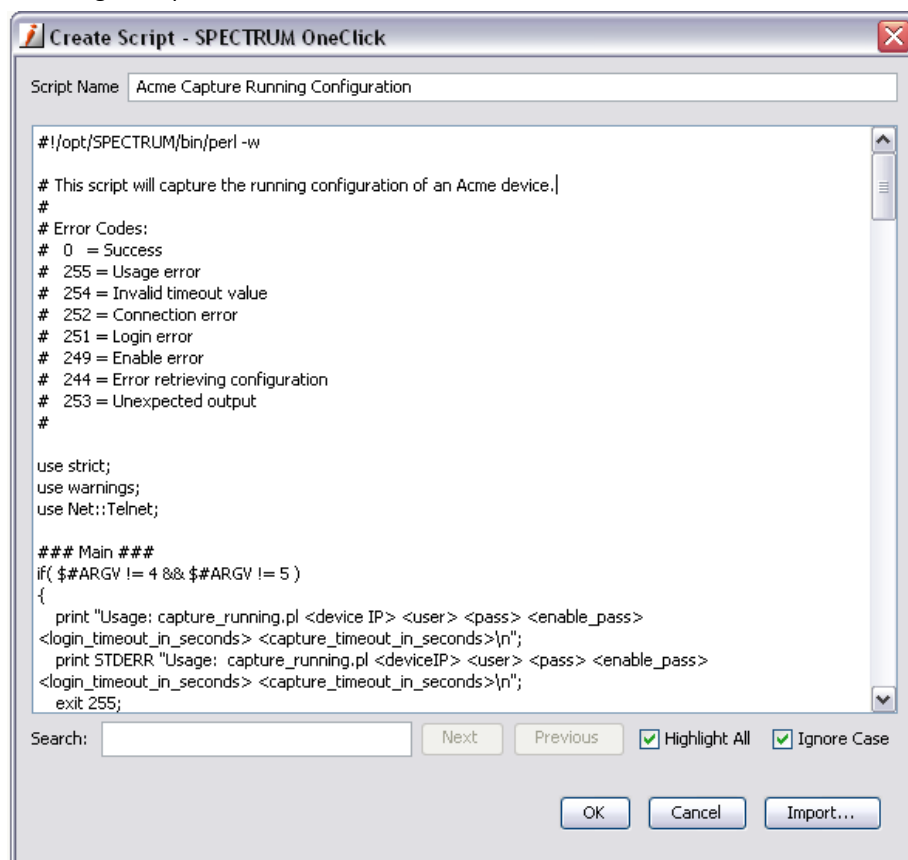 Create Script - SPECTRUM OneClick
Script Name Acme Capture Running Configuration
#!/opt/SPECTRUM/bin/perl -w
# This script will capture the running configuration of an Acme device.
#
# Error Codes:
#   0   = Success
#   255 = Usage error
#   254 = Invalid timeout value
#   252 = Connection error
#   251 = Login error
#   249 = Enable error
#   244 = Error retrieving configuration
#   253 = Unexpected output
#
use strict;
use warnings;
use Net::Telnet;
### Main ###
if( $#ARGV != 4 && $#ARGV != 5 )
{
print "Usage: capture_running.pl <device IP> <user> <pass> <enable_pass>
<login_timeout_in_seconds> <capture_timeout_in_seconds>\n";
print STDERR "Usage:  capture_running.pl <deviceIP> <user> <pass> <enable_pass>
<login_timeout_in_seconds> <capture_timeout_in_seconds>\n";
exit 255;
Search: Next Previous Highlight All Ignore Case
OK Cancel Import...